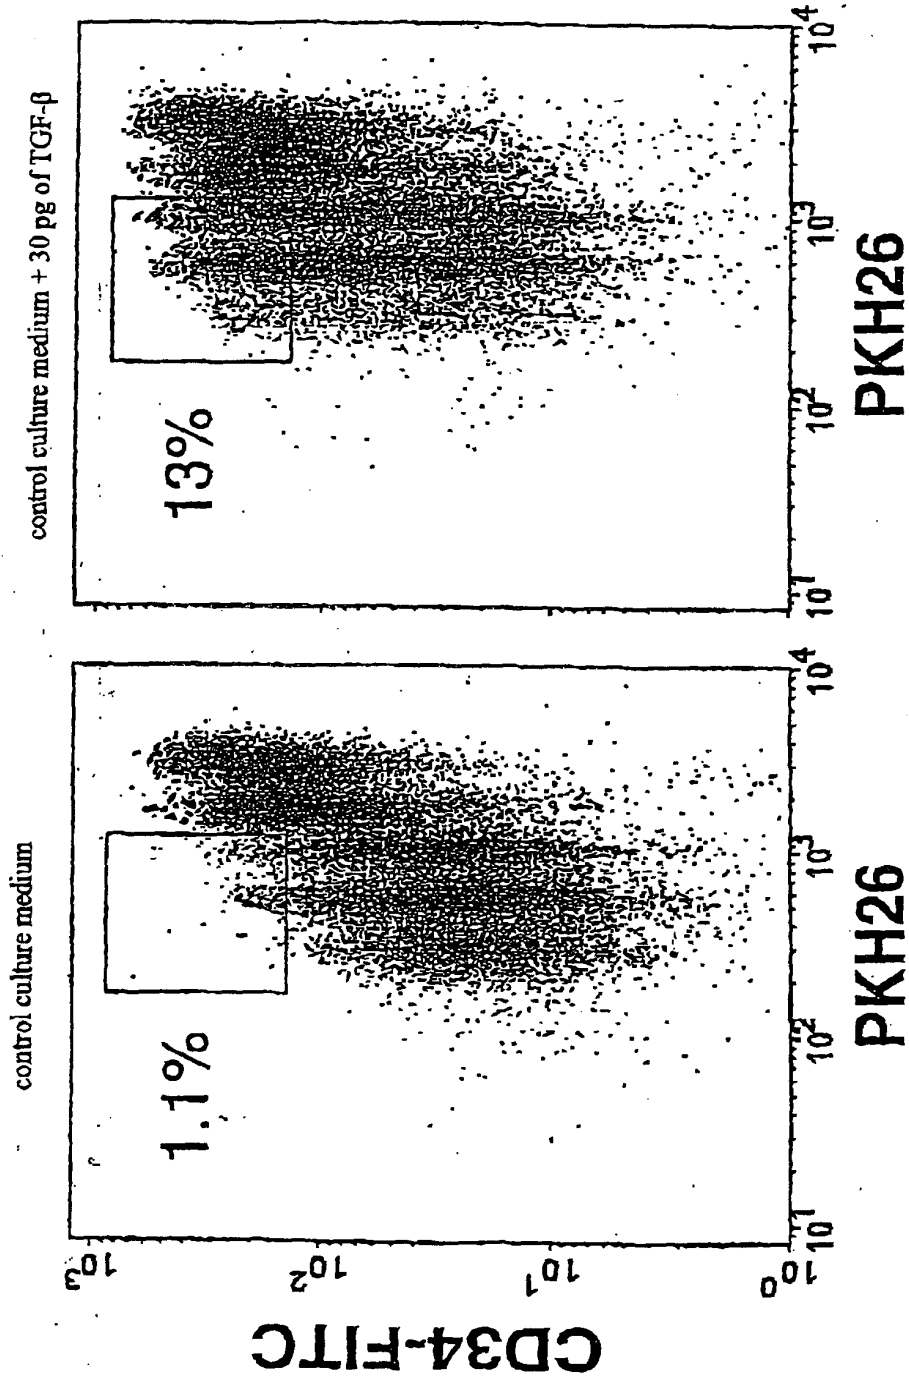 control culture medium
control culture medium + 30 pg of TGF-β
CD34-FITC
10³
10²
10¹
10⁰
1.1%
13%
10¹
10²
10³
10⁴
10¹
10²
10³
10⁴
PKH26
PKH26